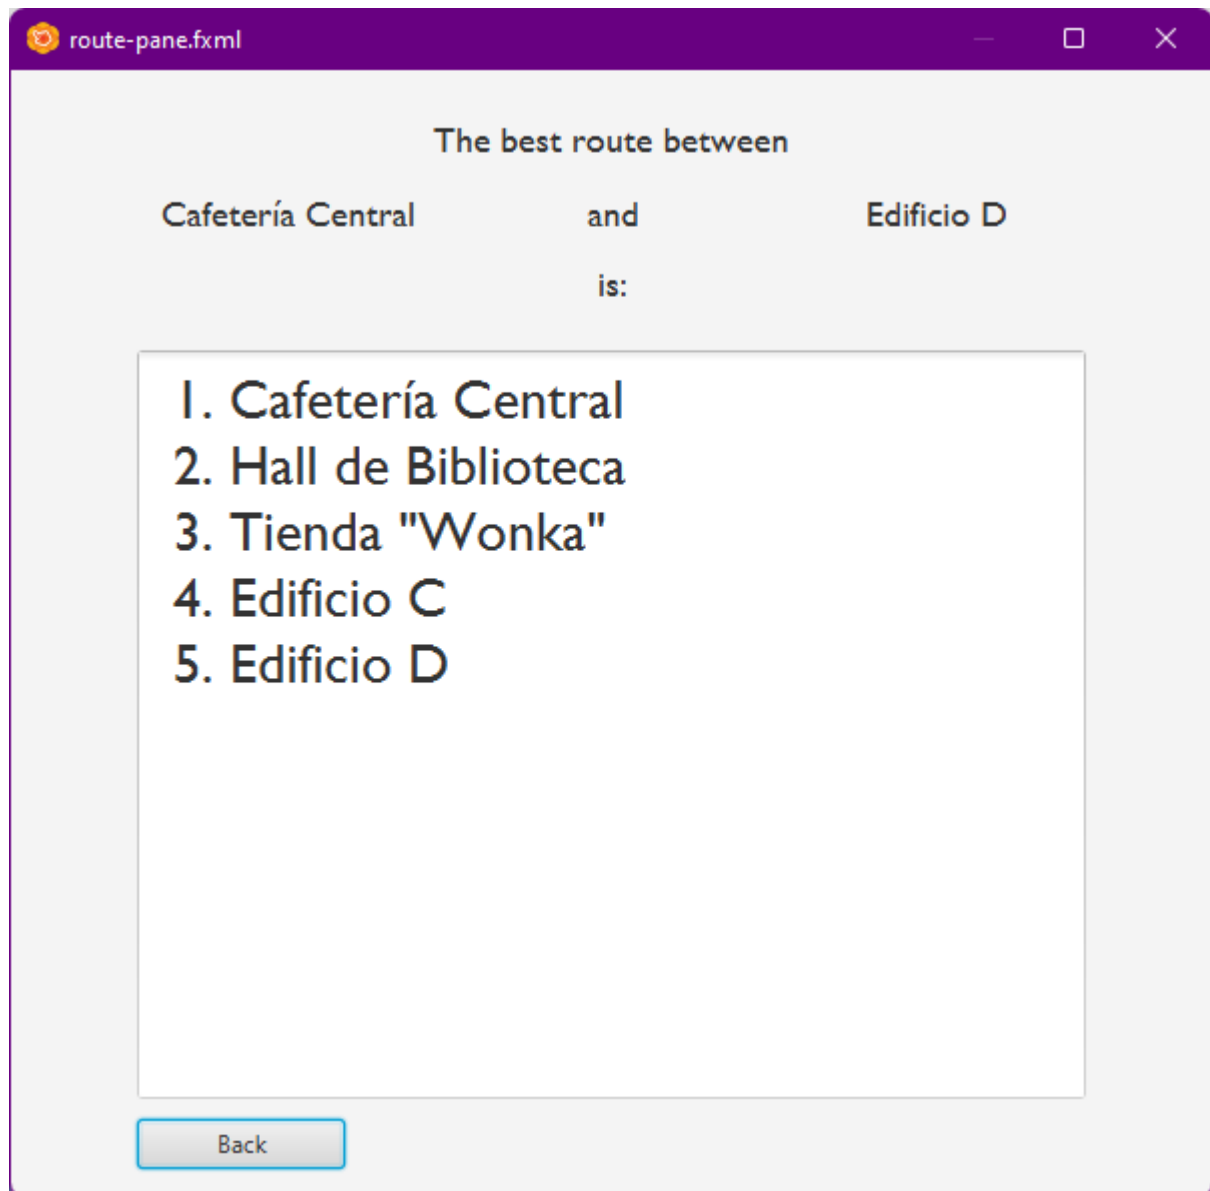 route-pane.fxml
The best route between
Cafetería Central and Edificio D
is:
1. Cafetería Central
2. Hall de Biblioteca
3. Tienda "Wonka"
4. Edificio C
5. Edificio D
Back